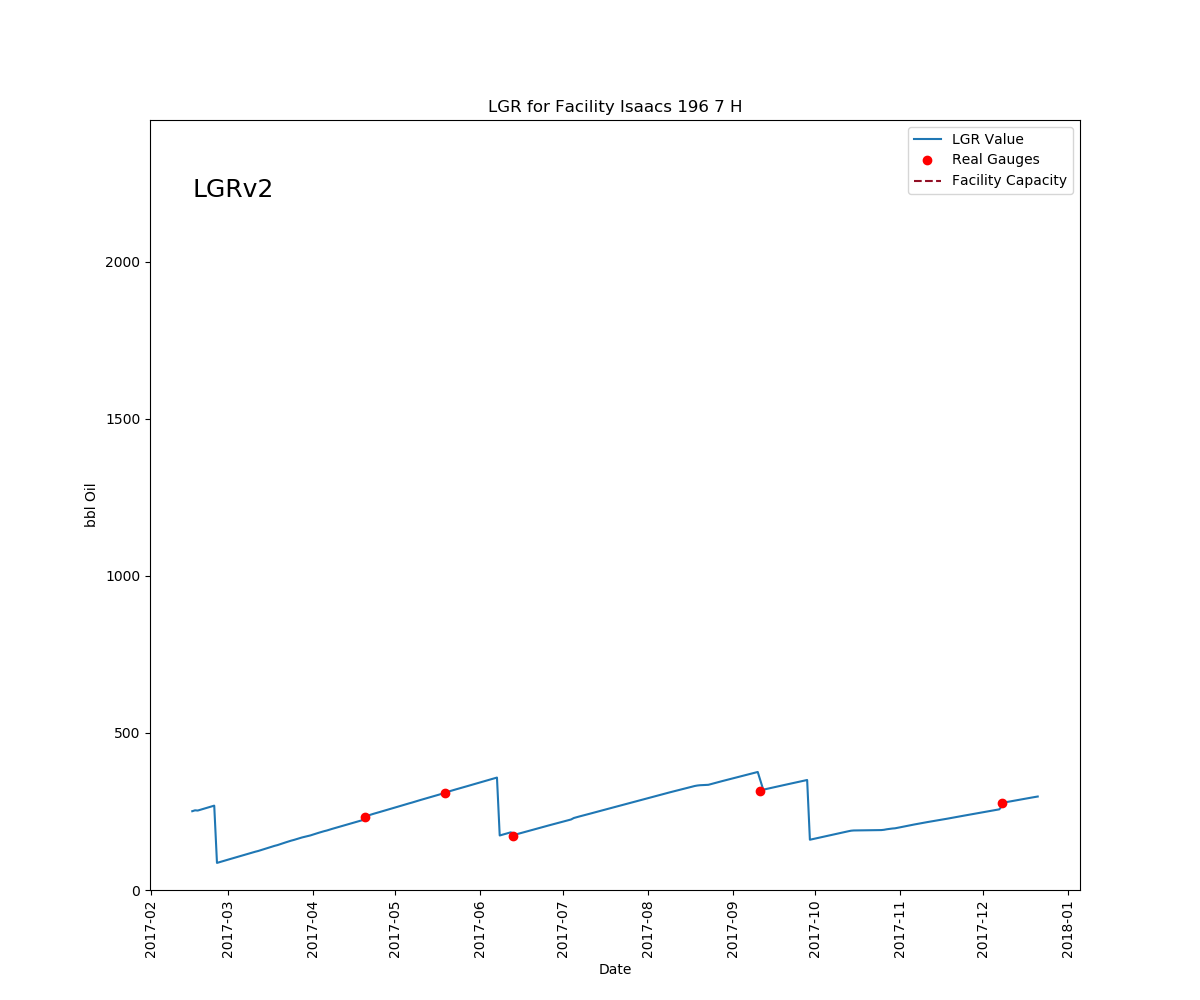 LGR for Facility Isaacs 196 7 H
LGRv2
LGR Value
Real Gauges
Facility Capacity
bbl Oil
2000
1500
1000
500
0
2017-02
2017-03
2017-04
2017-05
2017-06
2017-07
2017-08
2017-09
2017-10
2017-11
2017-12
2018-01
Date